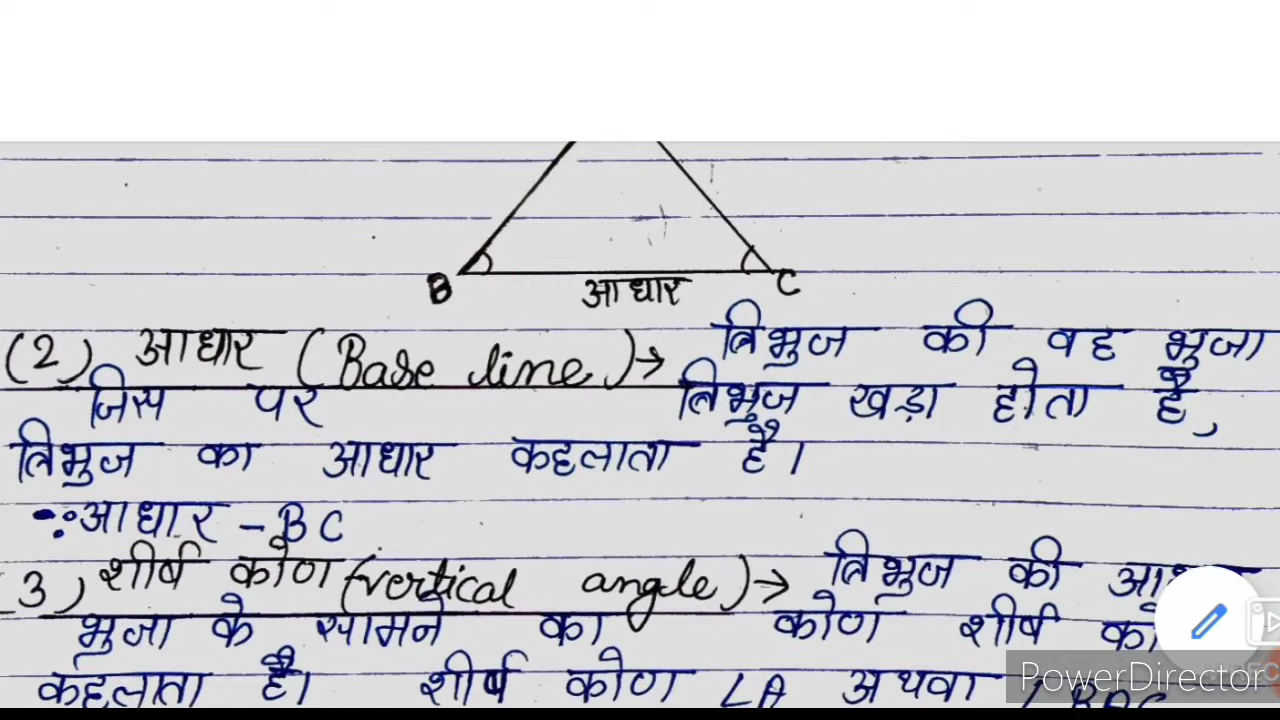 B
आधार
C
(2) आधार (Base line) → त्रिभुज की वह भुजा
जिस पर त्रिभुज खड़ा होता है,
त्रिभुज का आधार कहलाता है।
∵ आधार - BC
3) शीर्ष कोण (vertical angle) → त्रिभुज की
भुजा के सामने का कोण शीर्ष
कहलाता है। शीर्ष कोण ∠A अथवा ∠BAC
PowerDirector